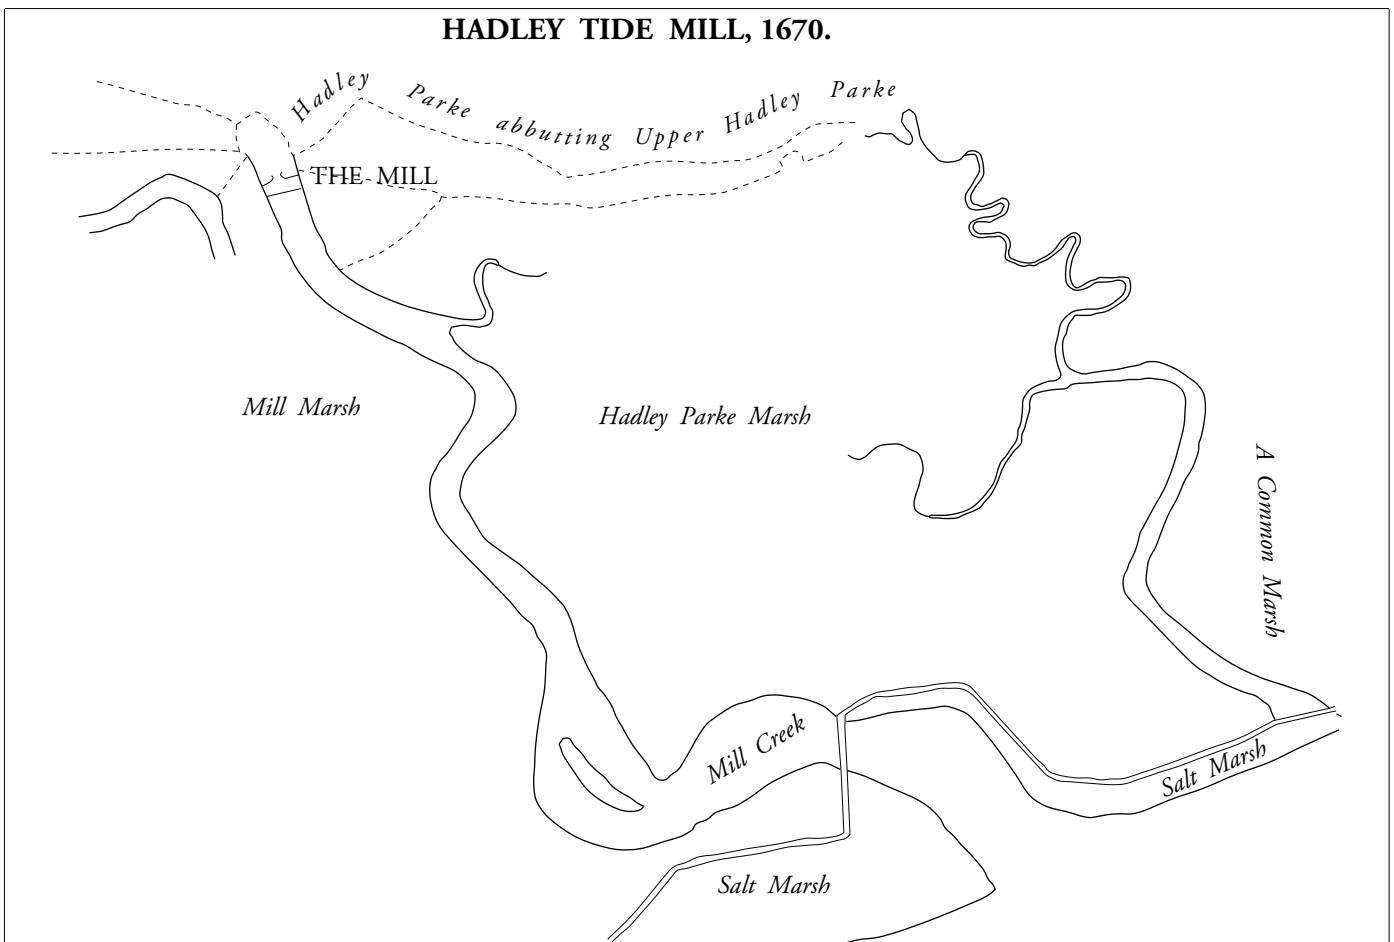 HADLEY TIDE MILL, 1670.
Hadley Parke abbutting Upper Hadley Parke
THE MILL
Mill Marsh
Hadley Parke Marsh
A Common Marsh
Mill Creek
Salt Marsh
Salt Marsh